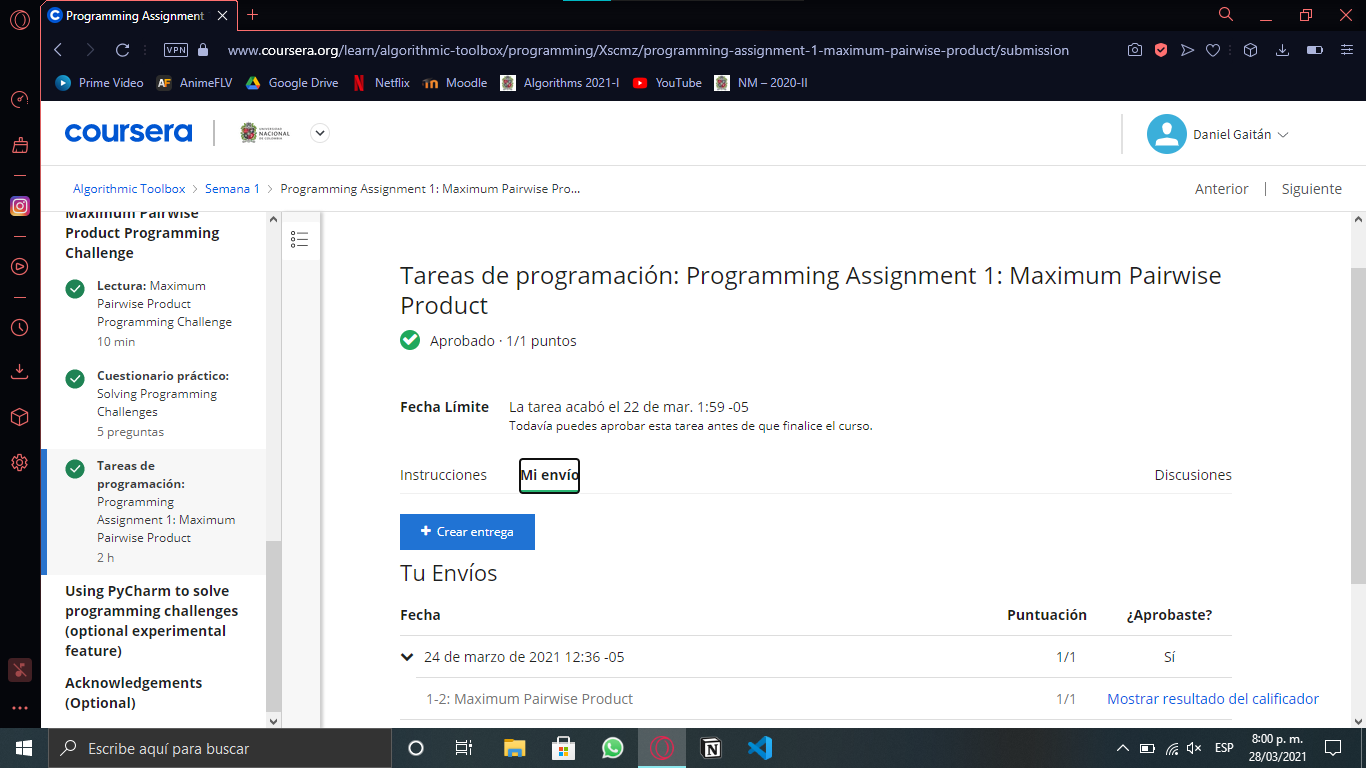 Programming Assignment
VPN
www.coursera.org/learn/algorithmic-toolbox/programming/Xscmz/programming-assignment-1-maximum-pairwise-product/submission
Prime Video AF AnimeFLV Google Drive Netflix Moodle Algorithms 2021-I YouTube NM – 2020-II
coursera UNIVERSIDAD NACIONAL DE COLOMBIA Daniel Gaitán
Algorithmic Toolbox > Semana 1 > Programming Assignment 1: Maximum Pairwise Pro... Anterior | Siguiente
Maximum Pairwise
Product Programming
Challenge
Lectura: Maximum
Pairwise Product
Programming Challenge
10 min
Cuestionario práctico:
Solving Programming
Challenges
5 preguntas
Tareas de
programación:
Programming
Assignment 1: Maximum
Pairwise Product
2 h
Using PyCharm to solve
programming challenges
(optional experimental
feature)
Acknowledgements
(Optional)
Tareas de programación: Programming Assignment 1: Maximum Pairwise
Product
Aprobado · 1/1 puntos
Fecha Límite La tarea acabó el 22 de mar. 1:59 -05
Todavía puedes aprobar esta tarea antes de que finalice el curso.
Instrucciones Mi envío Discusiones
+ Crear entrega
Tu Envíos
Fecha Puntuación ¿Aprobaste?
24 de marzo de 2021 12:36 -05 1/1 Sí
1-2: Maximum Pairwise Product 1/1 Mostrar resultado del calificador
Escribe aquí para buscar
ESP
8:00 p. m.
28/03/2021